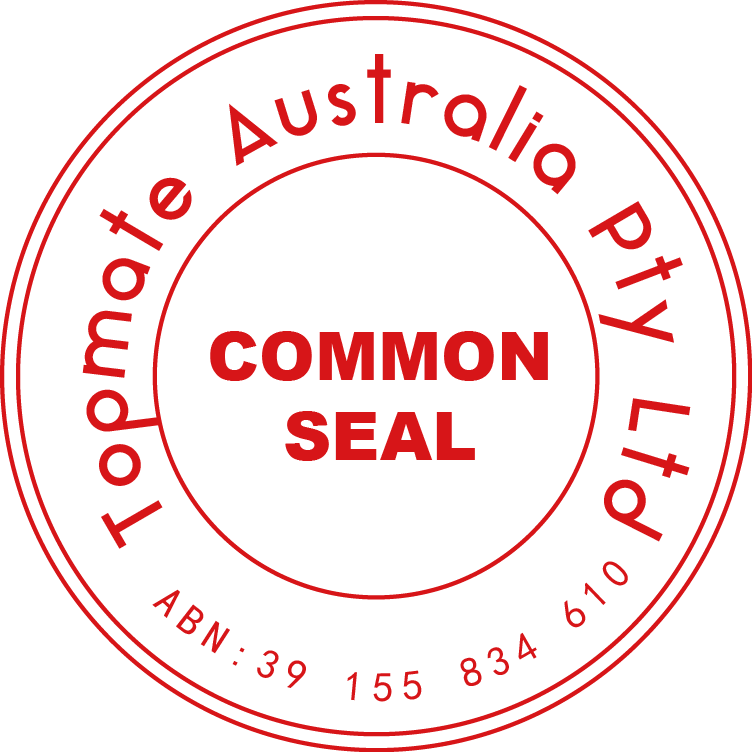 Topmate Australia Pty Ltd
COMMON
SEAL
ABN:39 155 834 610